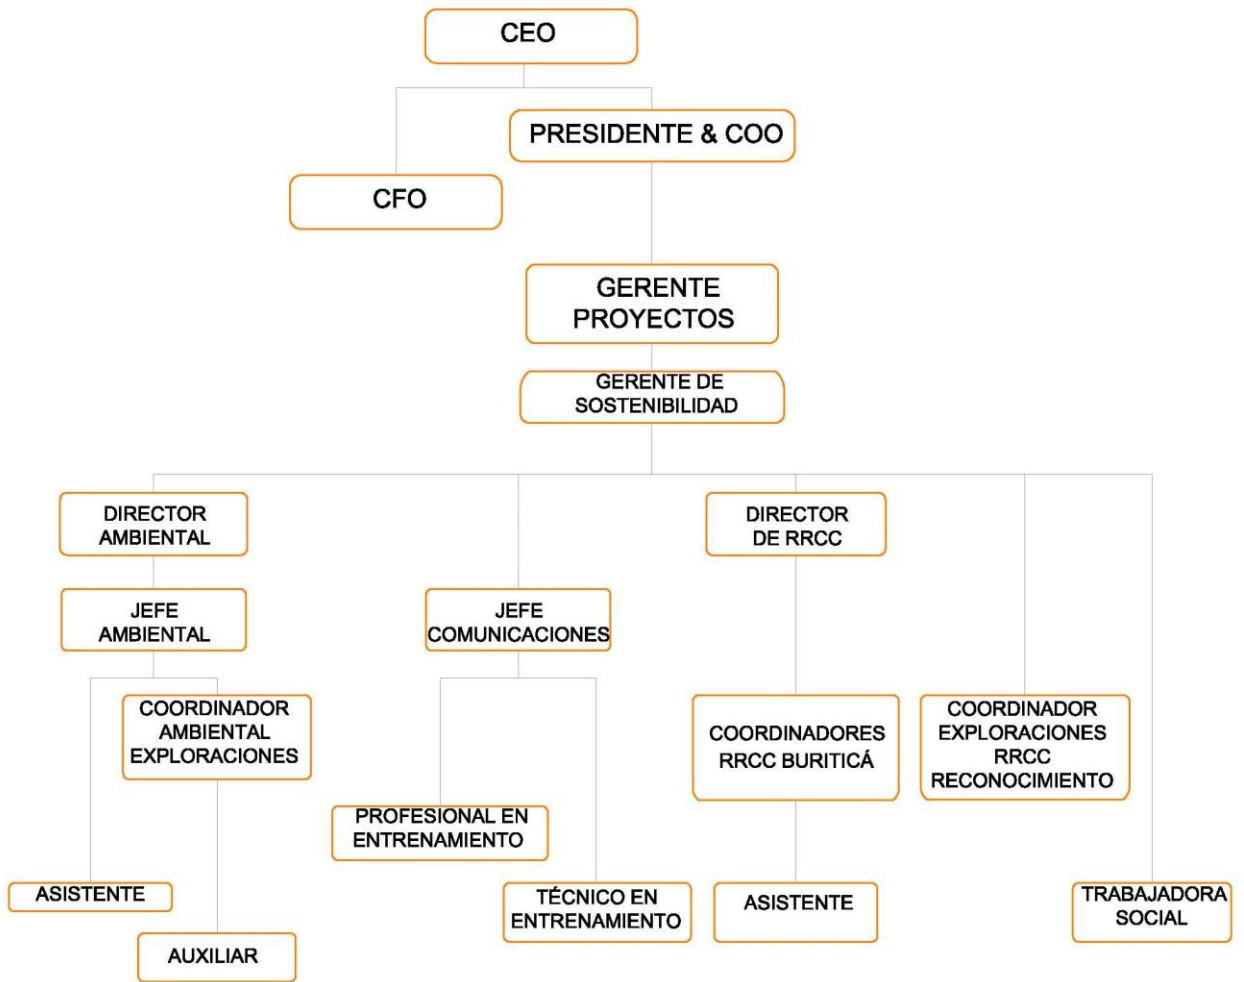 CEO
PRESIDENTE & COO
CFO
GERENTE
PROYECTOS
GERENTE DE
SOSTENIBILIDAD
DIRECTOR
AMBIENTAL
DIRECTOR
DE RRCC
JEFE
AMBIENTAL
JEFE
COMUNICACIONES
COORDINADOR
AMBIENTAL
EXPLORACIONES
COORDINADORES
RRCC BURITICÁ
COORDINADOR
EXPLORACIONES
RRCC
RECONOCIMIENTO
PROFESIONAL EN
ENTRENAMIENTO
ASISTENTE
TÉCNICO EN
ENTRENAMIENTO
ASISTENTE
TRABAJADORA
SOCIAL
AUXILIAR